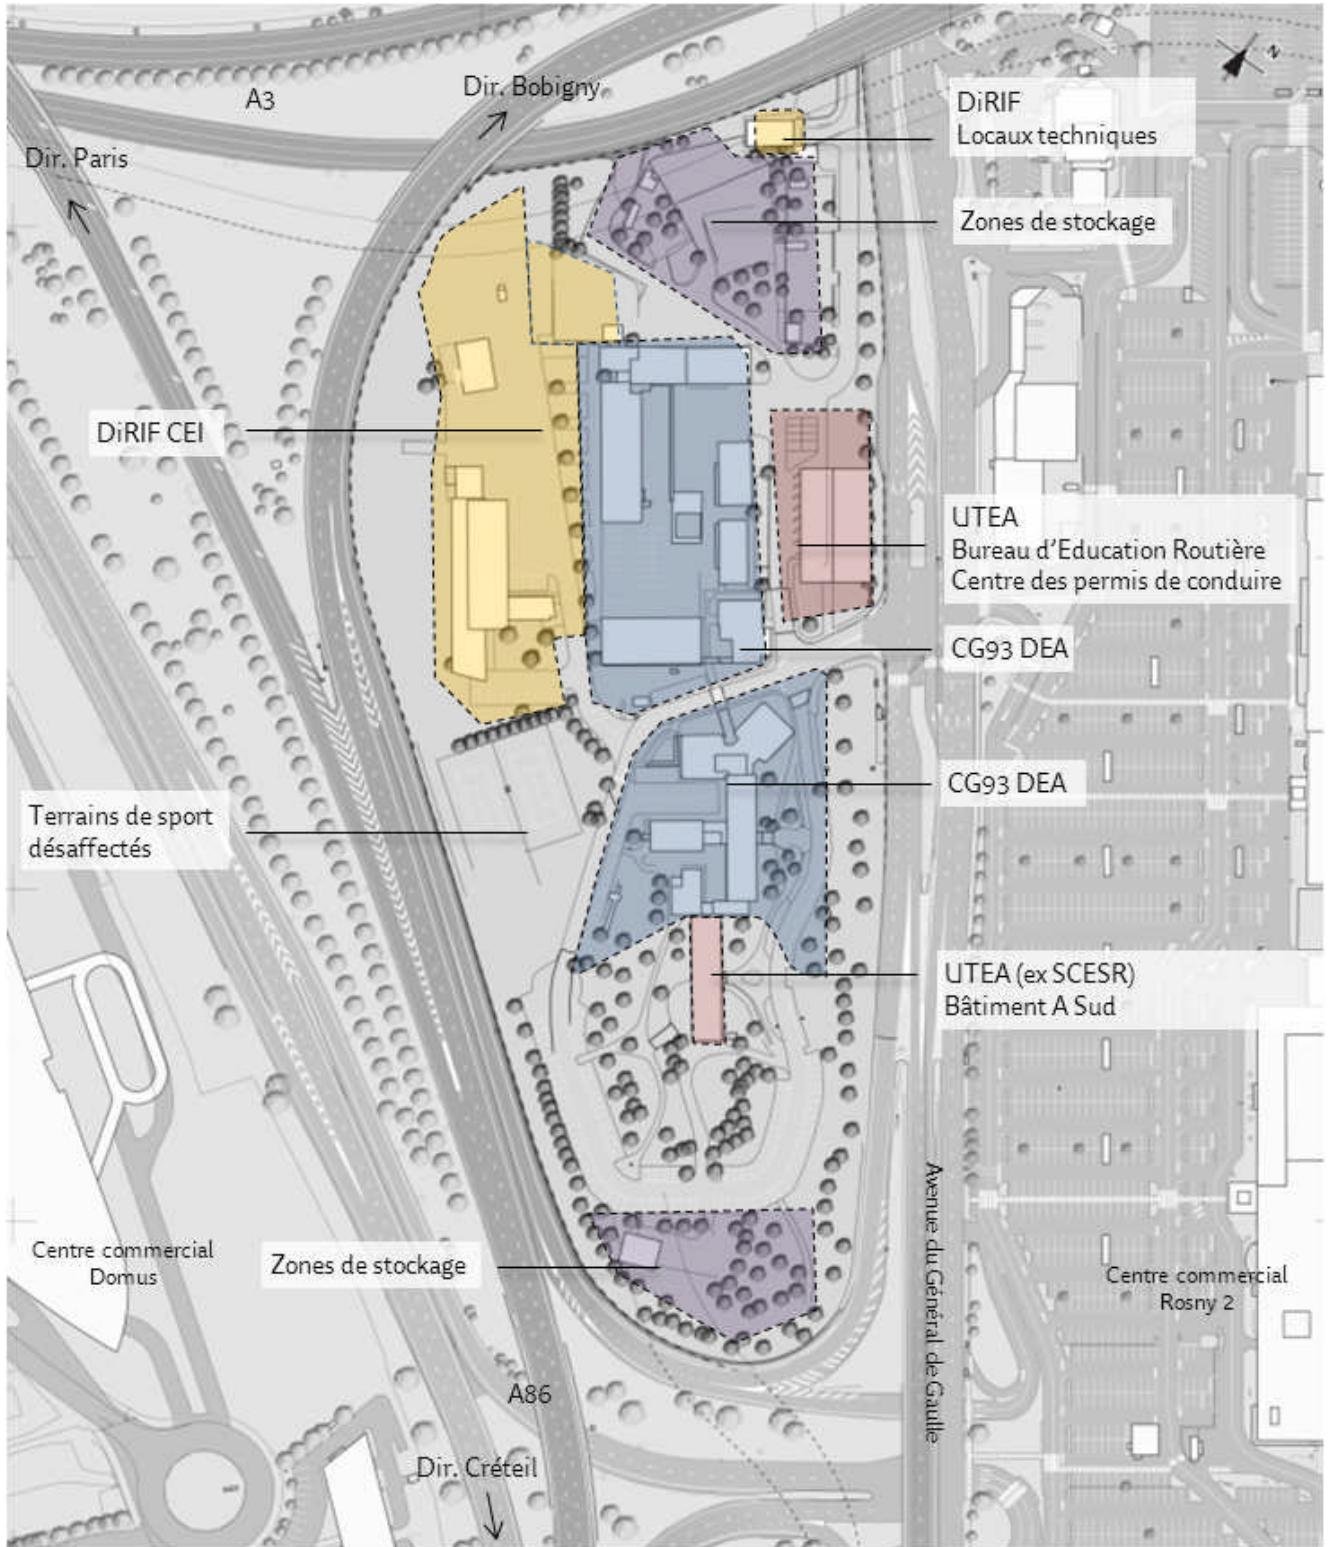 Dir. Bobigny
A3
DiRIF
Locaux techniques
N
Dir. Paris
Zones de stockage
DiRIF CEI
UTEA
Bureau d'Education Routière
Centre des permis de conduire
CG93 DEA
CG93 DEA
Terrains de sport
désaffectés
UTEA (ex SCESR)
Bâtiment A Sud
Avenue du Général de Gaulle
Centre commercial
Domus
Zones de stockage
Centre commercial
Rosny 2
A86
Dir. Créteil